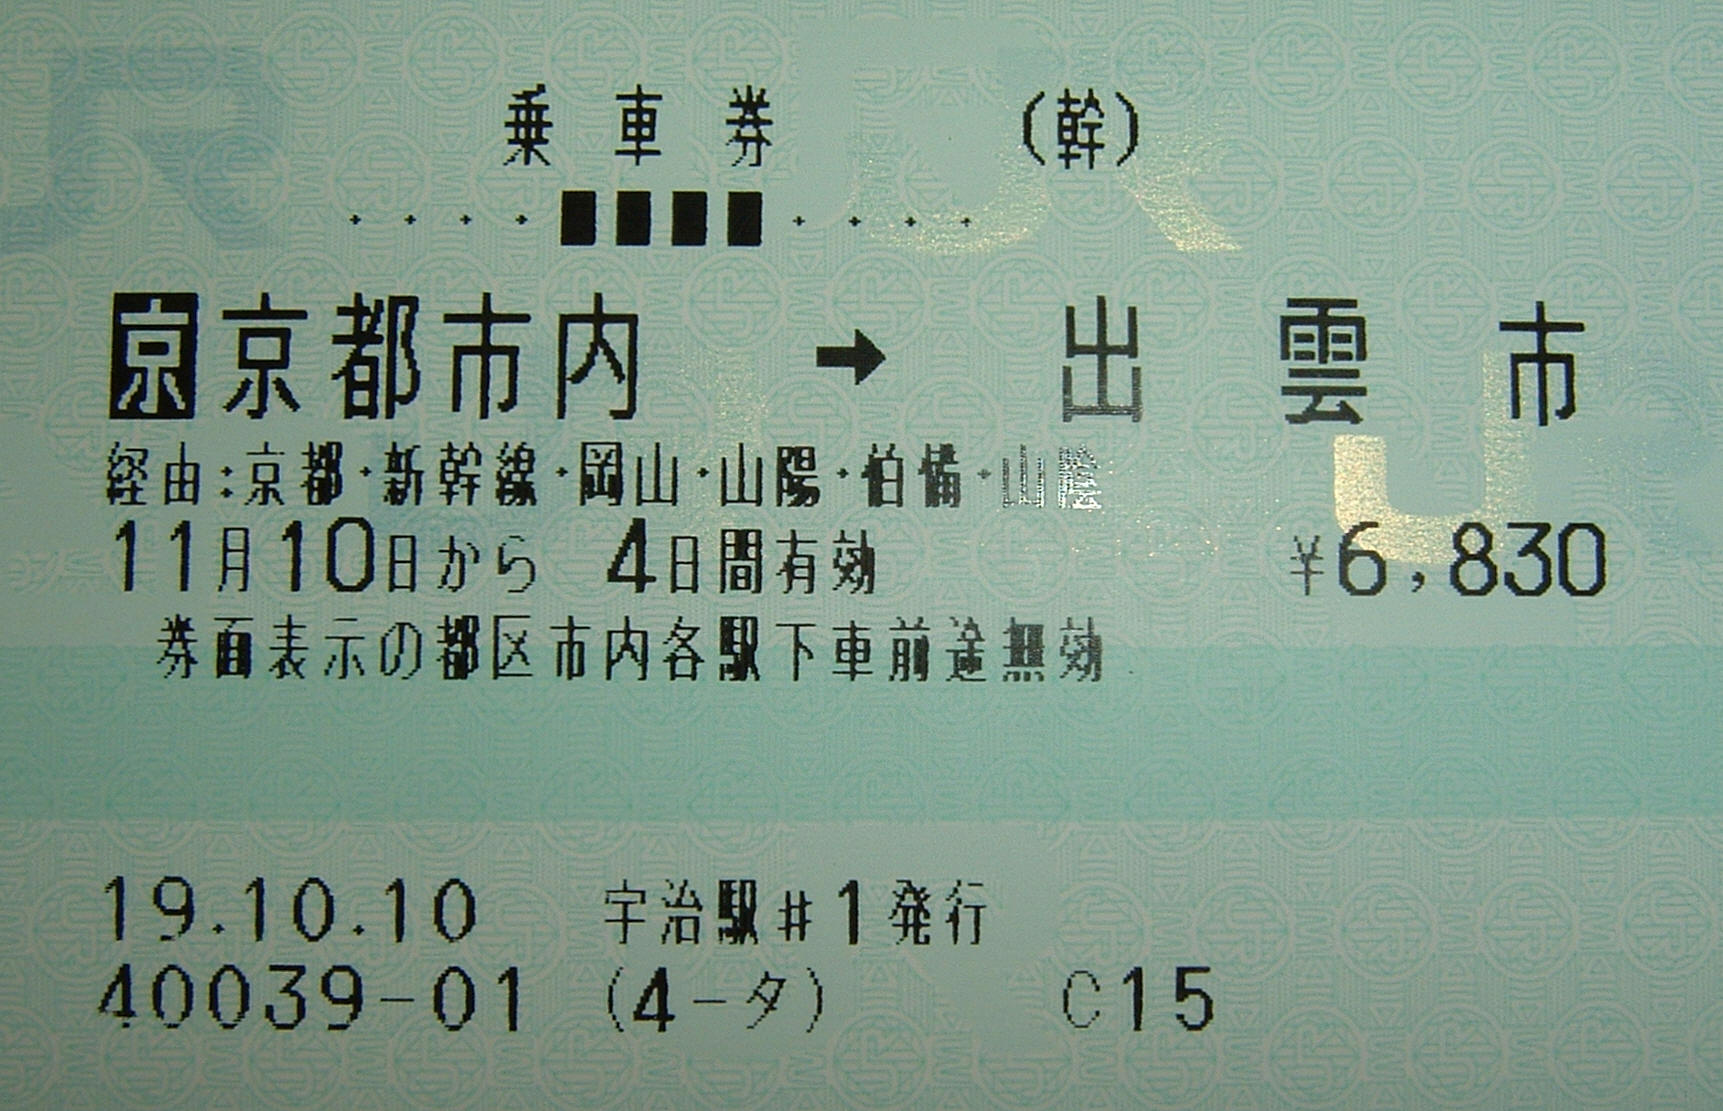 乗車券 (幹)
・・・・■■■■・・・・
京 京都市内 → 出雲市
経由:京都・新幹線・岡山・山陽・伯備・山陰
11月10日から 4日間有効 ¥6,830
券面表示の都区市内各駅下車前途無効
19.10.10 宇治駅#1発行
40039-01 (4-タ) C15